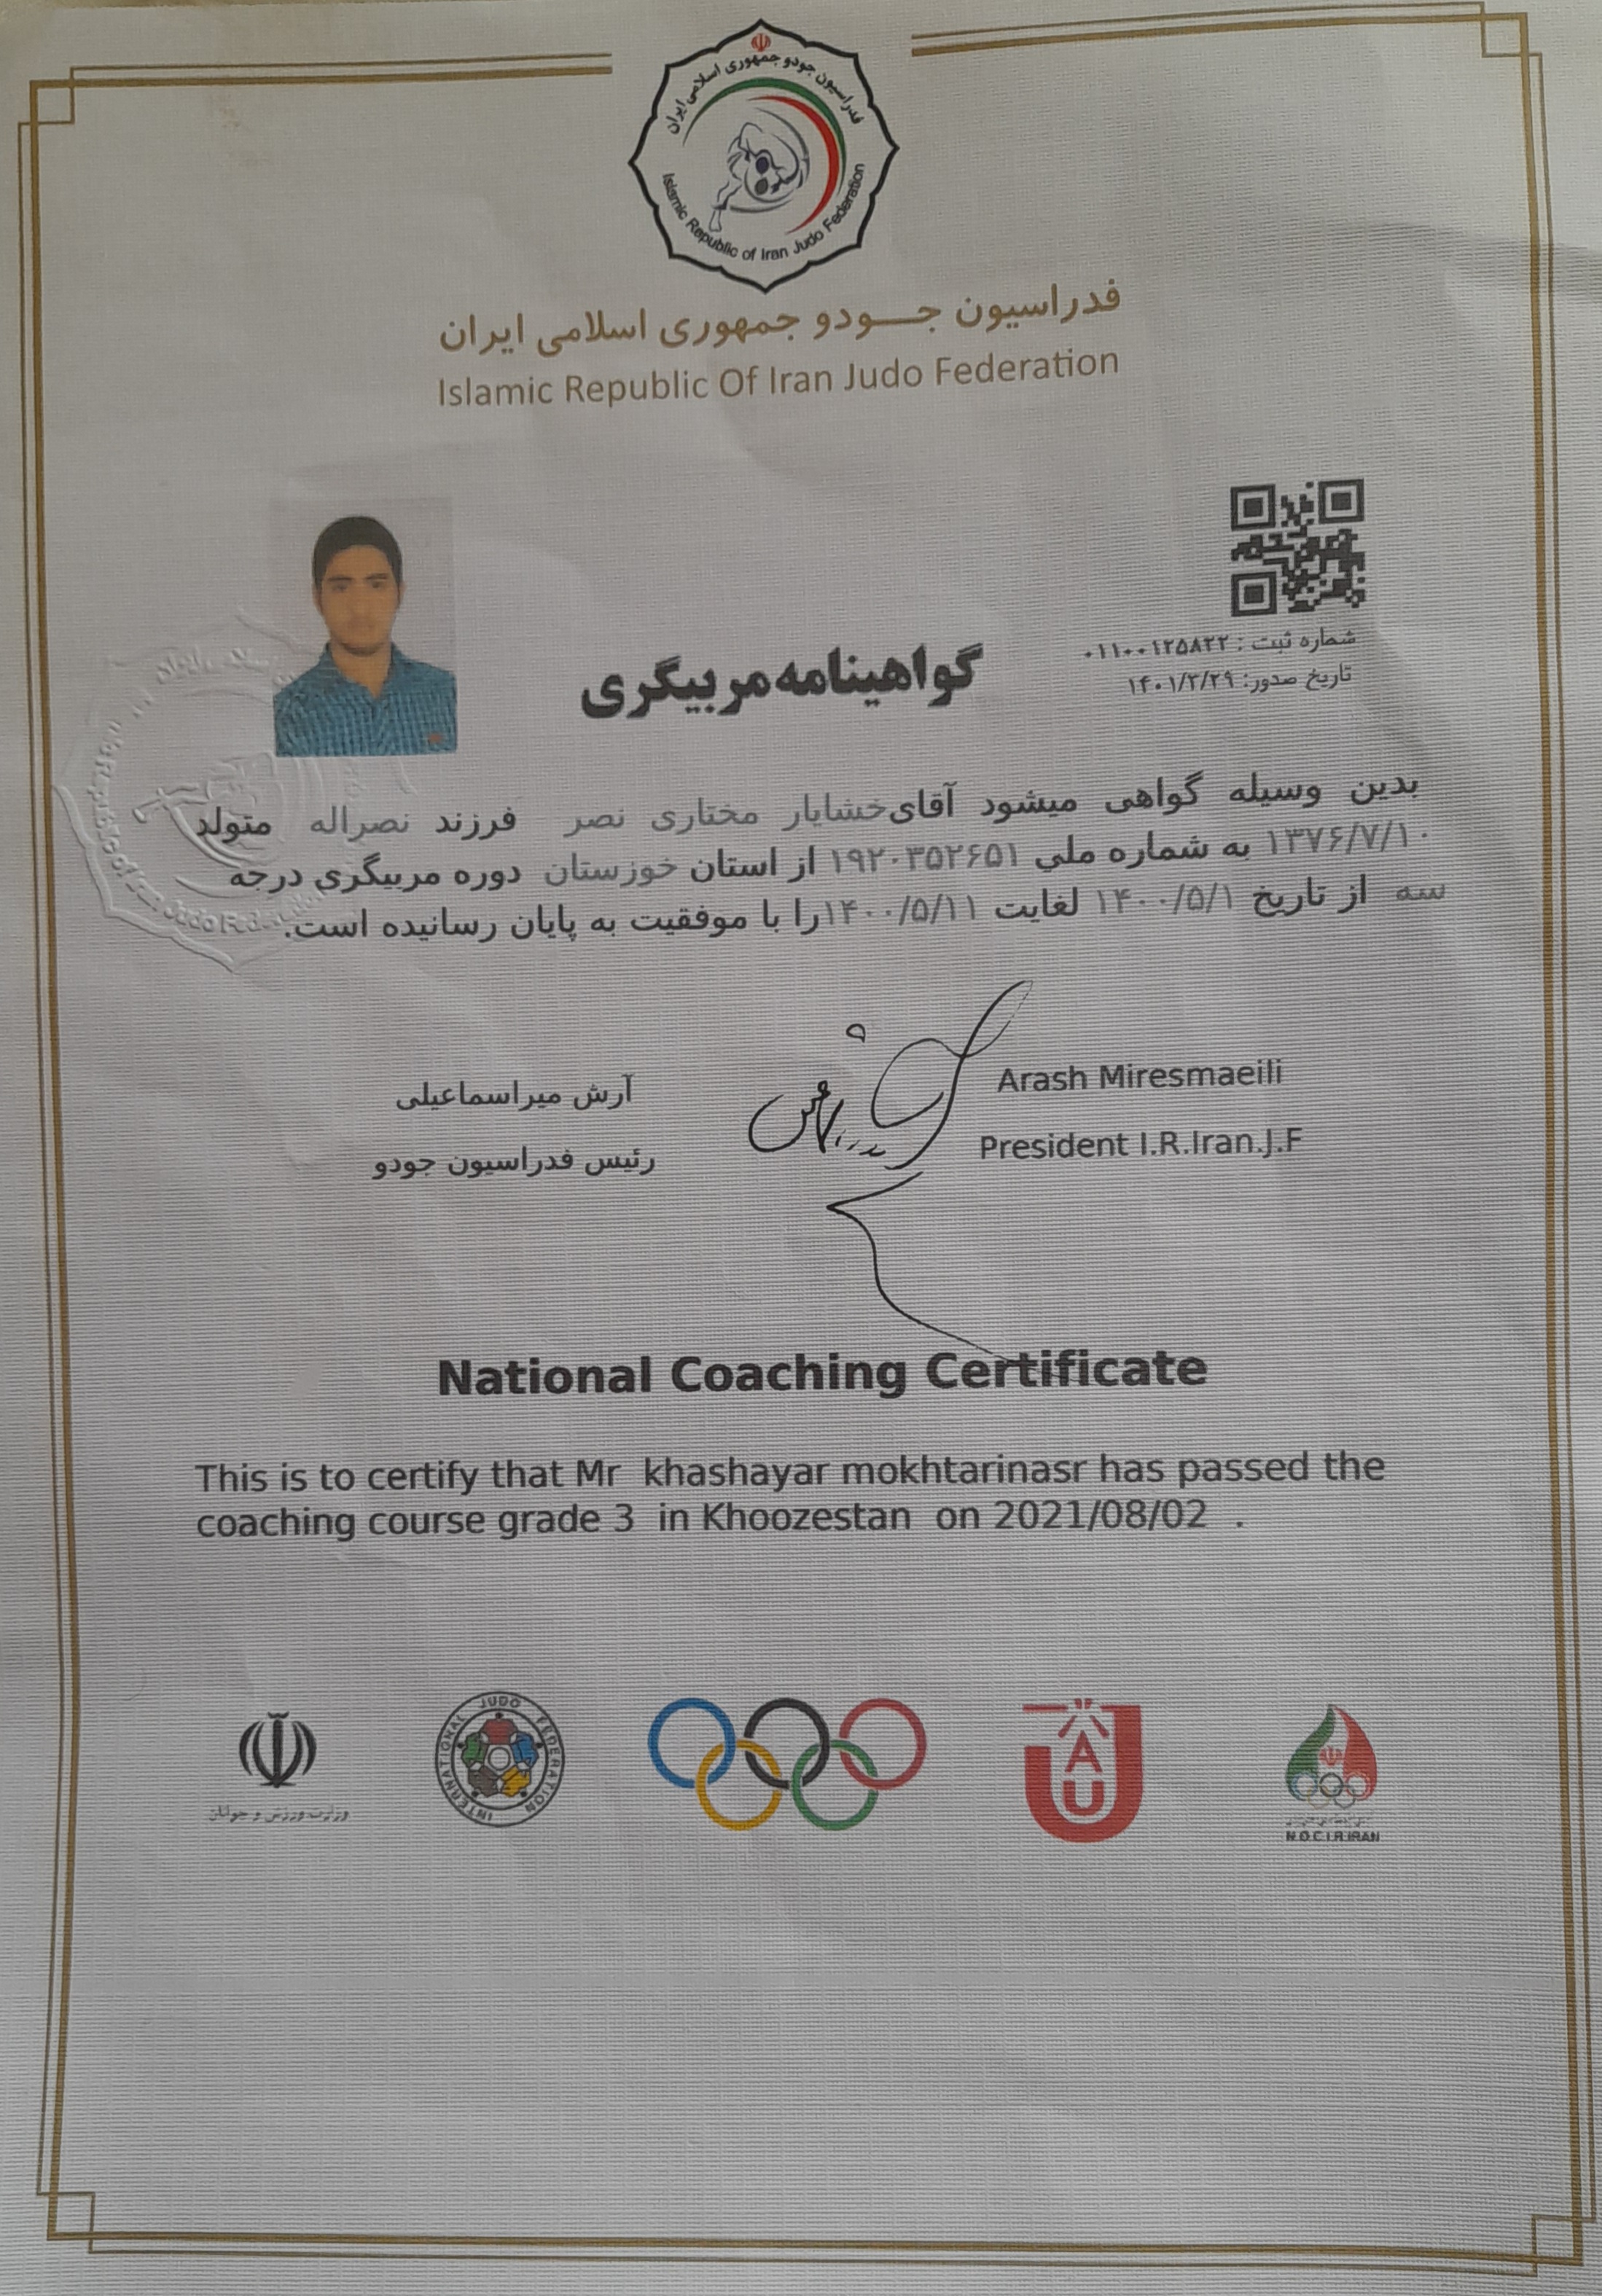 فدراسیون جودو جمهوری اسلامی ایران
Islamic Republic of Iran Judo Federation
فدراسیون جـــودو جمهوری اسلامی ایران
Islamic Republic Of Iran Judo Federation
شماره ثبت : ۰۱۱۰۰۱۲۵۸۲۲
تاریخ صدور: ۱۴۰۱/۳/۲۹
گواهینامه مربیگری
بدین وسیله گواهی میشود آقای خشایار مختاری نصر فرزند نصراله متولد
۱۳۷۶/۷/۱۰ به شماره ملی ۱۹۲۰۳۵۲۶۵۱ از استان خوزستان دوره مربیگری درجه
سه از تاریخ ۱۴۰۰/۵/۱ لغایت ۱۴۰۰/۵/۱۱ را با موفقیت به پایان رسانیده است.
آرش میراسماعیلی
رئیس فدراسیون جودو
Arash Miresmaeili
President I.R.Iran.J.F
National Coaching Certificate
This is to certify that Mr khashayar mokhtarinasr has passed the
coaching course grade 3 in Khoozestan on 2021/08/02 .
وزارت ورزش و جوانان
INTERNATIONAL JUDO FEDERATION
JUA
N.O.C.I.R.IRAN